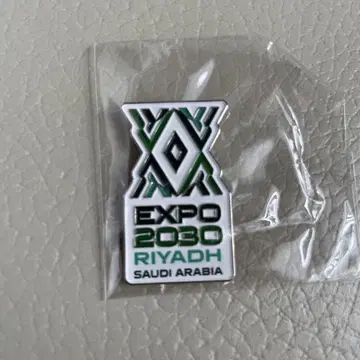 EXPO
2030
RIYADH
SAUDI ARABIA